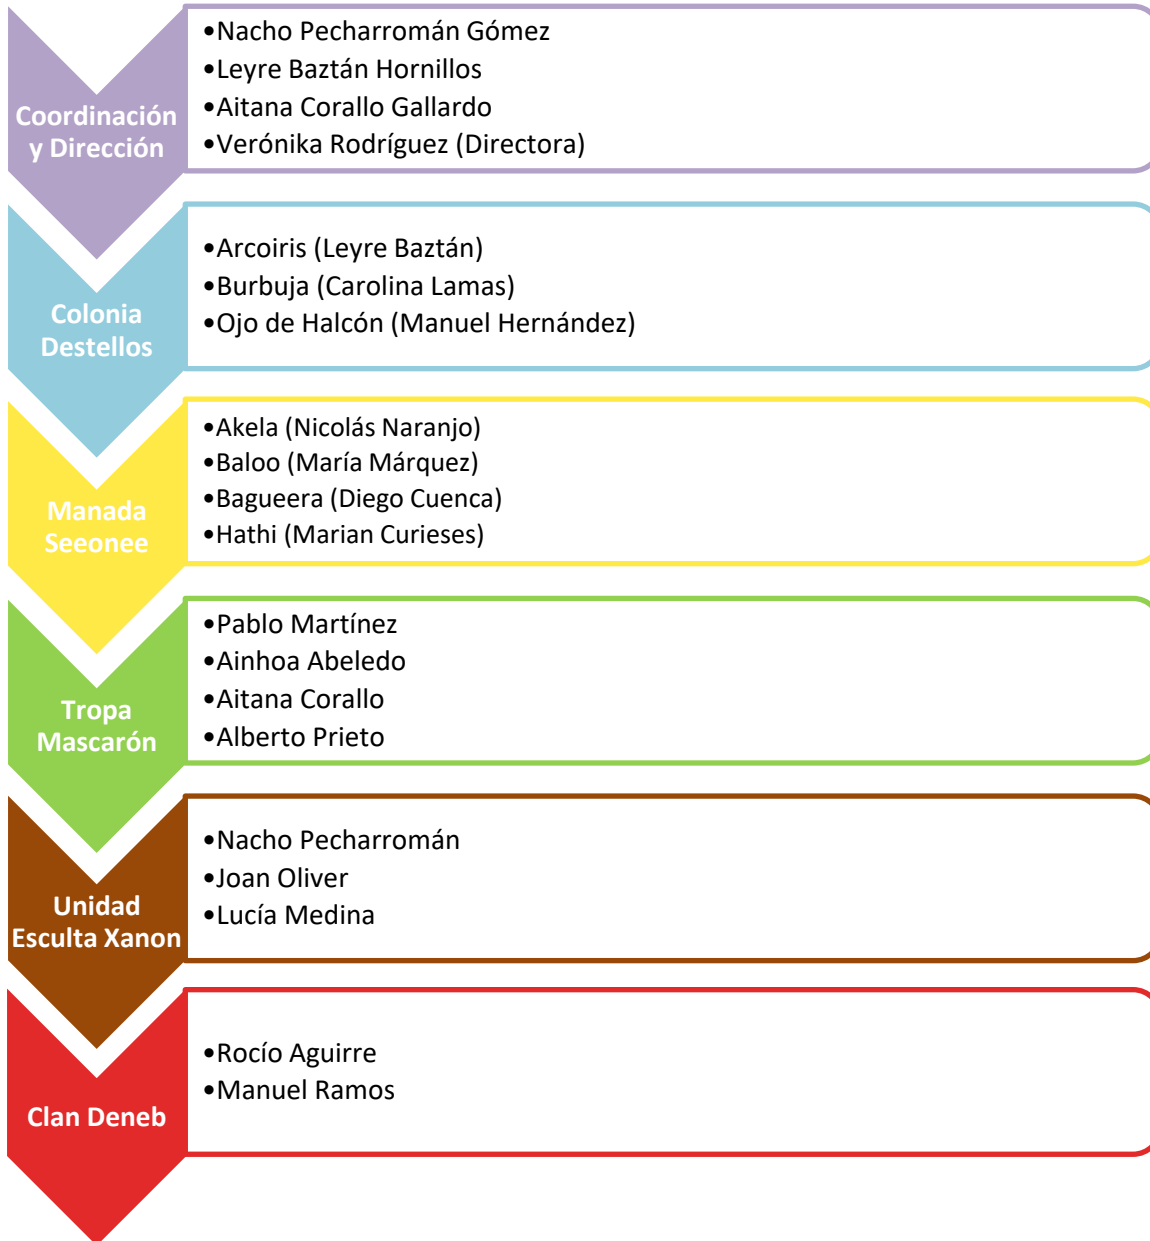 Coordinación
y Dirección
•Nacho Pecharromán Gómez
•Leyre Baztán Hornillos
•Aitana Corallo Gallardo
•Verónika Rodríguez (Directora)
Colonia
Destellos
•Arcoiris (Leyre Baztán)
•Burbuja (Carolina Lamas)
•Ojo de Halcón (Manuel Hernández)
Manada
Seeonee
•Akela (Nicolás Naranjo)
•Baloo (María Márquez)
•Bagueera (Diego Cuenca)
•Hathi (Marian Curieses)
Tropa
Mascarón
•Pablo Martínez
•Ainhoa Abeledo
•Aitana Corallo
•Alberto Prieto
Unidad
Esculta Xanon
•Nacho Pecharromán
•Joan Oliver
•Lucía Medina
Clan Deneb
•Rocío Aguirre
•Manuel Ramos